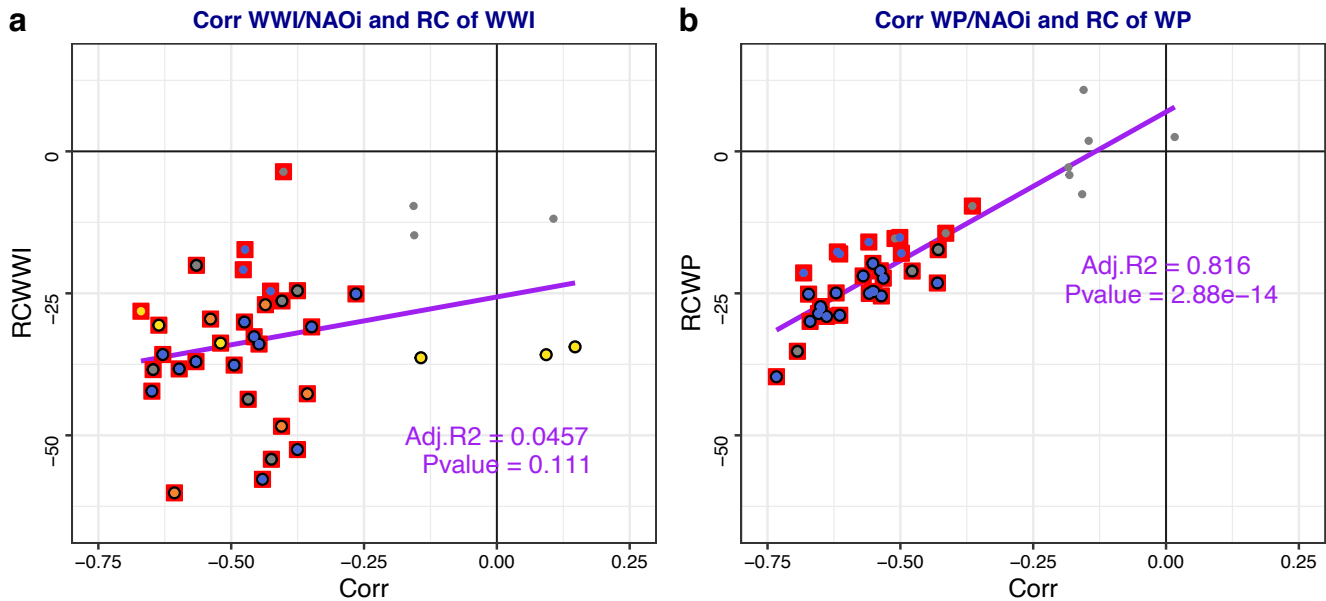 a
Corr WWI/NAOi and RC of WWI
RCWWI
0
−25
−50
Adj.R2 = 0.0457
Pvalue = 0.111
−0.75
−0.50
−0.25
0.00
0.25
Corr
b
Corr WP/NAOi and RC of WP
RCWP
0
−25
−50
Adj.R2 = 0.816
Pvalue = 2.88e−14
−0.75
−0.50
−0.25
0.00
0.25
Corr